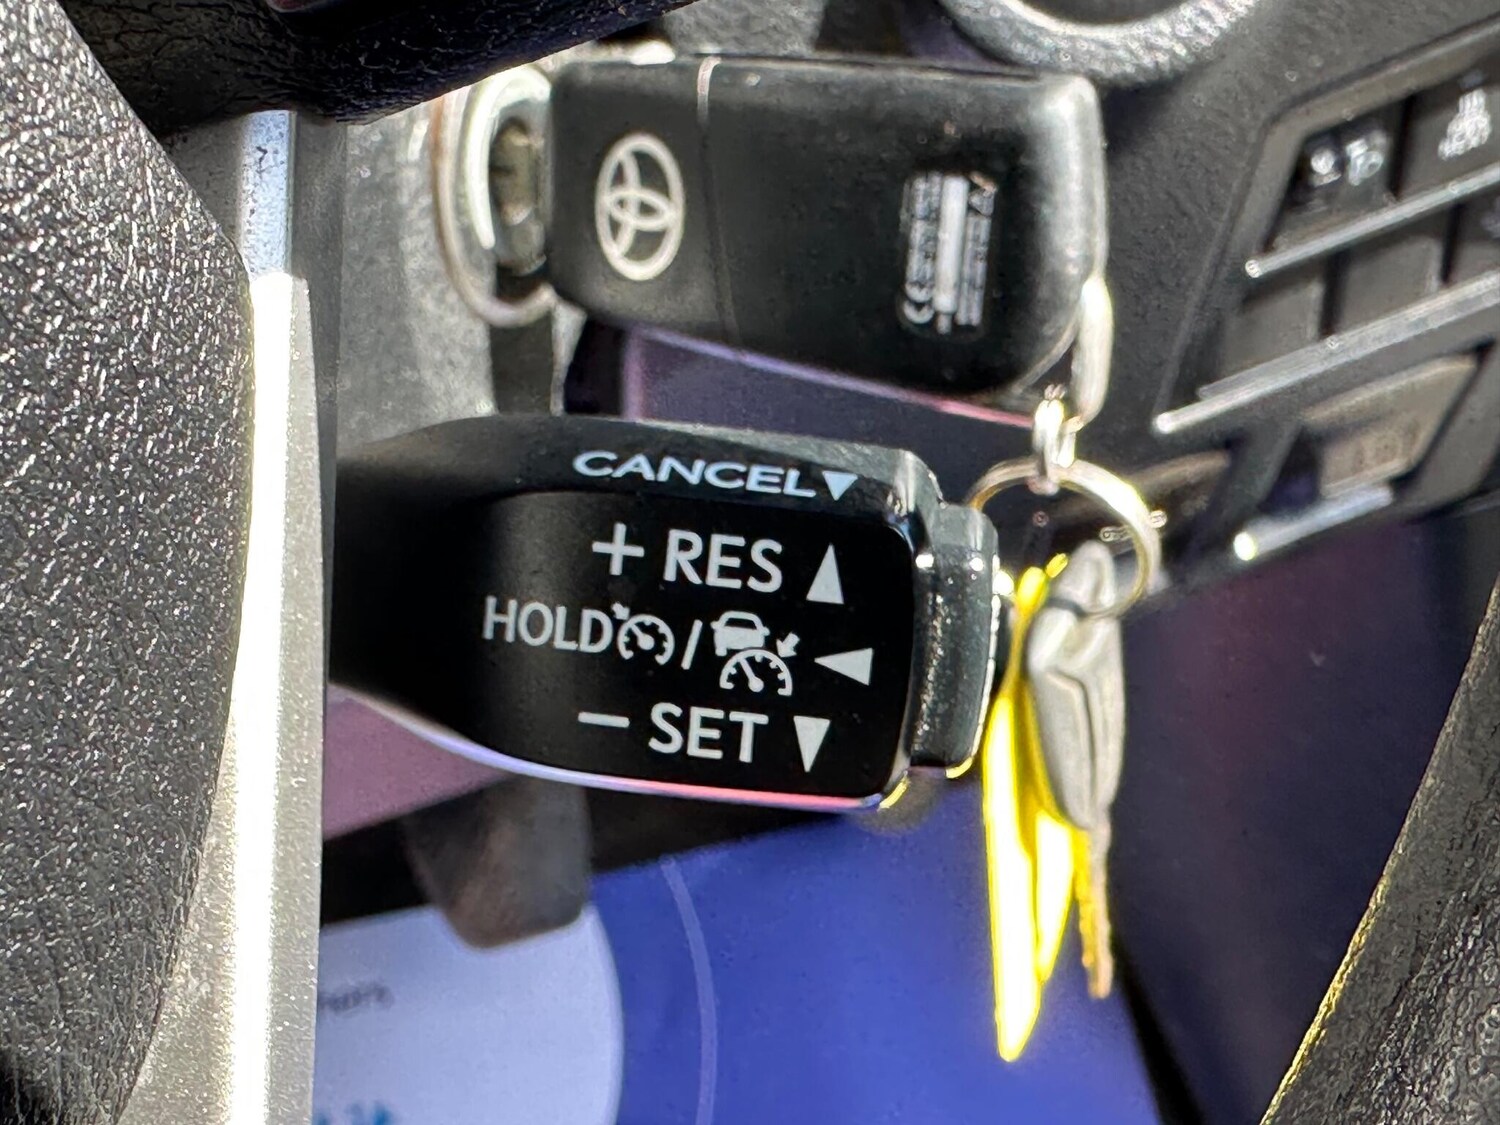 CANCEL▼
+ RES ▲
HOLD / ◀
− SET ▼